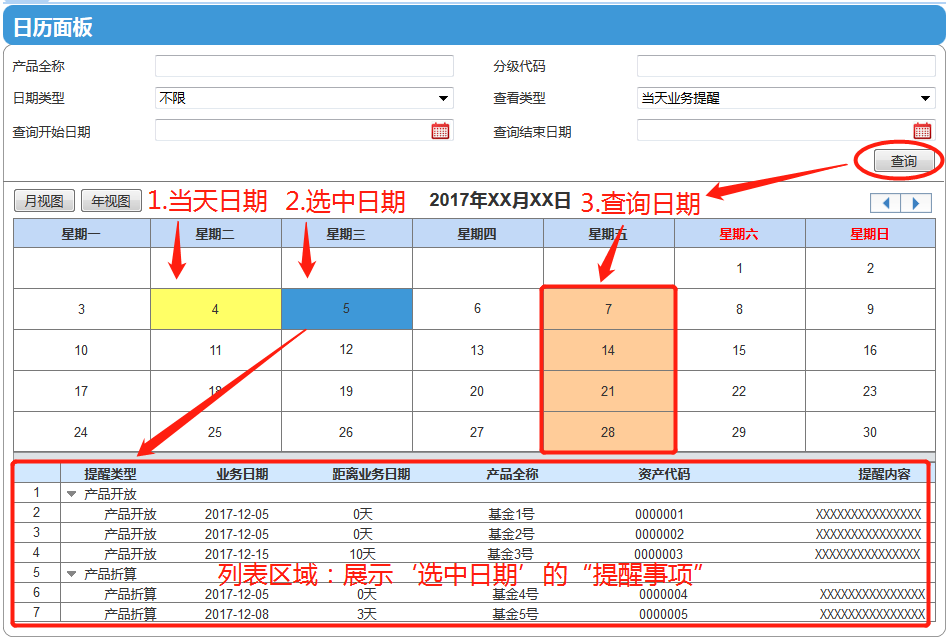 日历面板
产品全称 分级代码
日期类型 不限 查看类型 当天业务提醒
查询开始日期 查询结束日期
查询
月视图 年视图 1.当天日期 2.选中日期 2017年XX月XX日 3.查询日期
星期一 星期二 星期三 星期四 星期五 星期六 星期日
1 2
3 4 5 6 7 8 9
10 11 12 13 14 15 16
17 18 19 20 21 22 23
24 25 26 27 28 29 30
提醒类型 业务日期 距离业务日期 产品全称 资产代码 提醒内容
1 产品开放
2 产品开放 2017-12-05 0天 基金1号 0000001 XXXXXXXXXXXXXXX
3 产品开放 2017-12-05 0天 基金2号 0000002 XXXXXXXXXXXXXXX
4 产品开放 2017-12-15 10天 基金3号 0000003 XXXXXXXXXXXXXXX
5 产品折算
列表区域：展示‘选中日期’的“提醒事项”
6 产品折算 2017-12-05 0天 基金4号 0000004 XXXXXXXXXXXXXXX
7 产品折算 2017-12-08 3天 基金5号 0000005 XXXXXXXXXXXXXXX